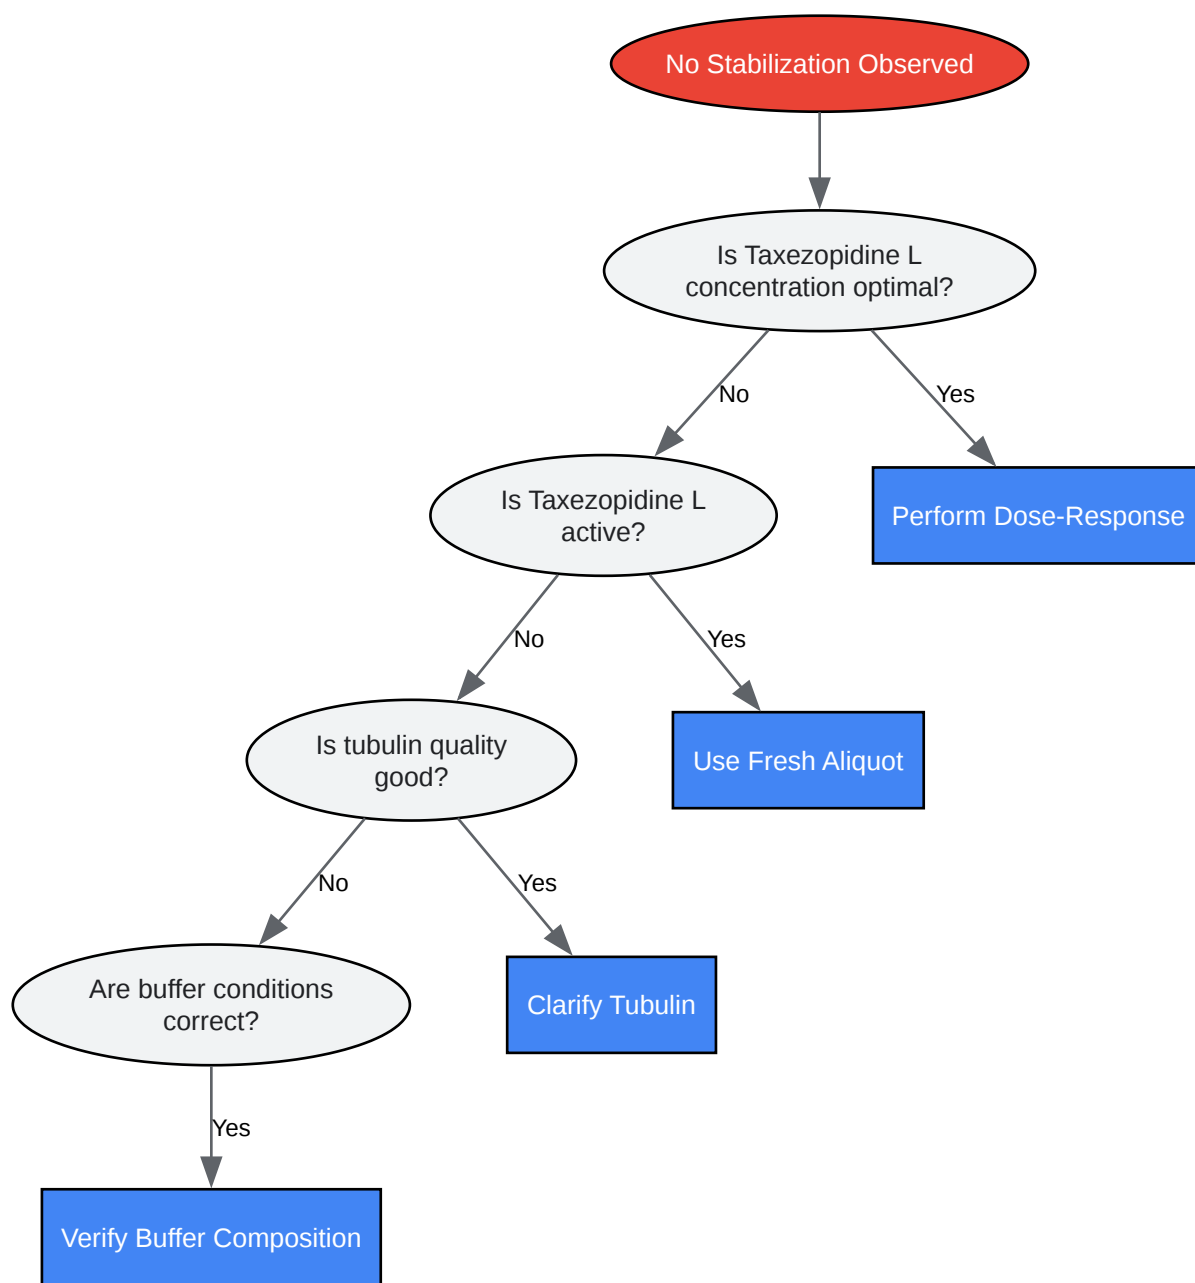 No Stabilization Observed
Is Taxezopidine L
concentration optimal?
No
Yes
Is Taxezopidine L
active?
Perform Dose-Response
No
Yes
Is tubulin quality
good?
Use Fresh Aliquot
No
Yes
Are buffer conditions
correct?
Clarify Tubulin
Yes
Verify Buffer Composition